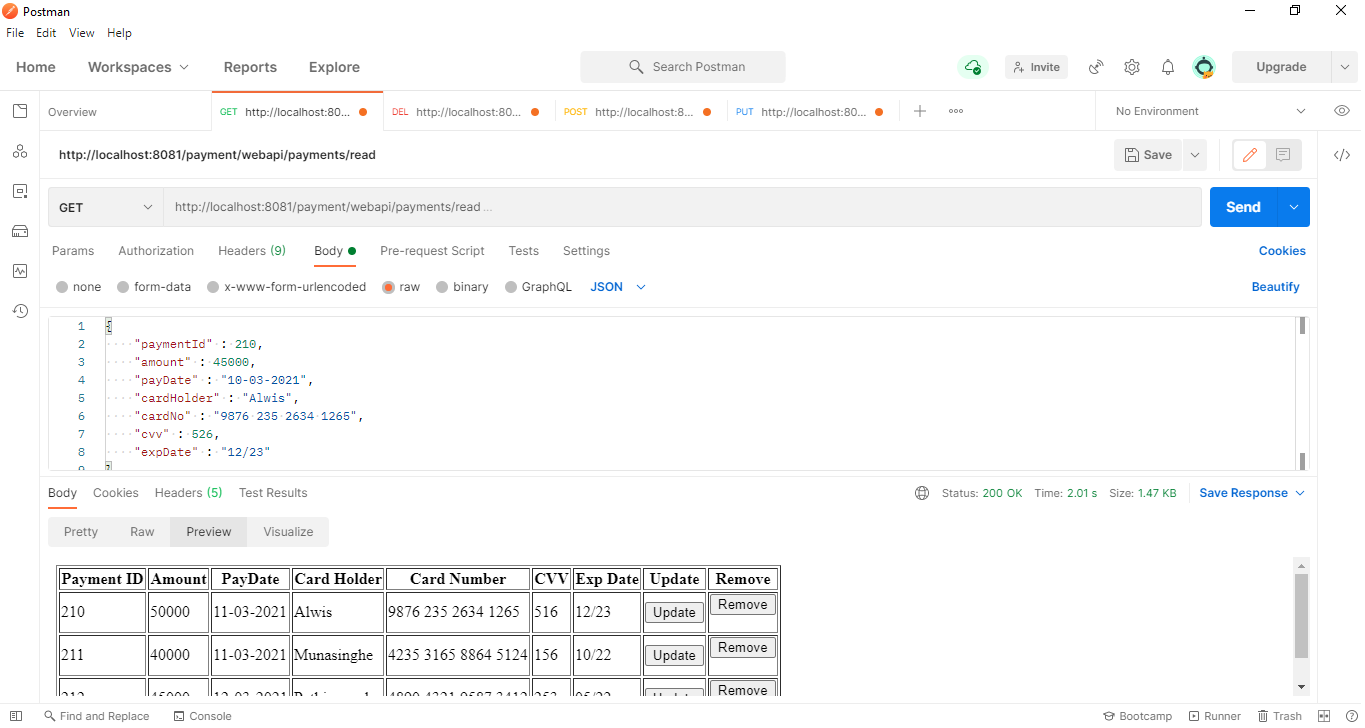 Postman
File Edit View Help
Home Workspaces Reports Explore Search Postman Invite Upgrade
Overview GET http://localhost:80... DEL http://localhost:80... POST http://localhost:8... PUT http://localhost:80... No Environment
http://localhost:8081/payment/webapi/payments/read Save
GET http://localhost:8081/payment/webapi/payments/read ... Send
Params Authorization Headers (9) Body Pre-request Script Tests Settings Cookies
none form-data x-www-form-urlencoded raw binary GraphQL JSON Beautify
1 {
2 "paymentId" : 210,
3 "amount" : 45000,
4 "payDate" : "10-03-2021",
5 "cardHolder" : "Alwis",
6 "cardNo" : "9876 235 2634 1265",
7 "cvv" : 526,
8 "expDate" : "12/23"
9 }
Body Cookies Headers (5) Test Results Status: 200 OK Time: 2.01 s Size: 1.47 KB Save Response
Pretty Raw Preview Visualize
Payment ID Amount PayDate Card Holder Card Number CVV Exp Date Update Remove
210 50000 11-03-2021 Alwis 9876 235 2634 1265 516 12/23 Update Remove
211 40000 11-03-2021 Munasinghe 4235 3165 8864 5124 156 10/22 Update Remove
212 45000 12-03-2021 4321 Remove
Find and Replace Console Bootcamp Runner Trash